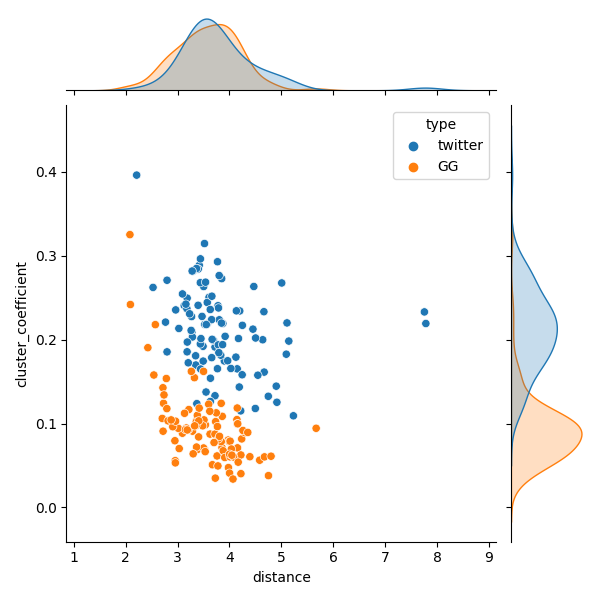 type
twitter
GG
0.4
0.3
0.2
0.1
0.0
cluster_coefficient
1 2 3 4 5 6 7 8 9
distance